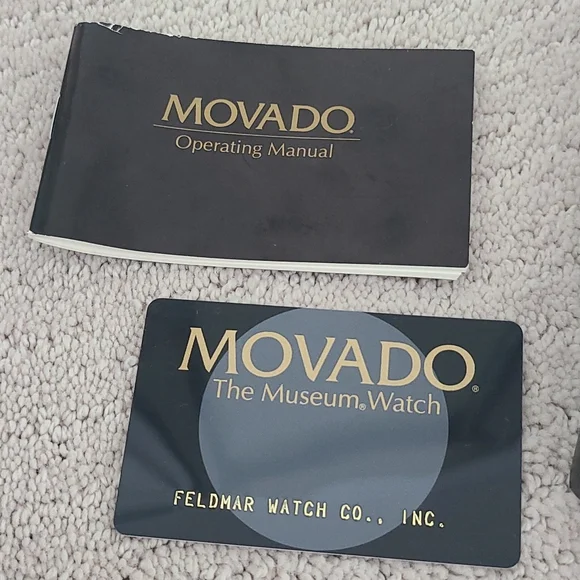 MOVADO®
Operating Manual
MOVADO®
The Museum® Watch
FELDMAR WATCH CO., INC.